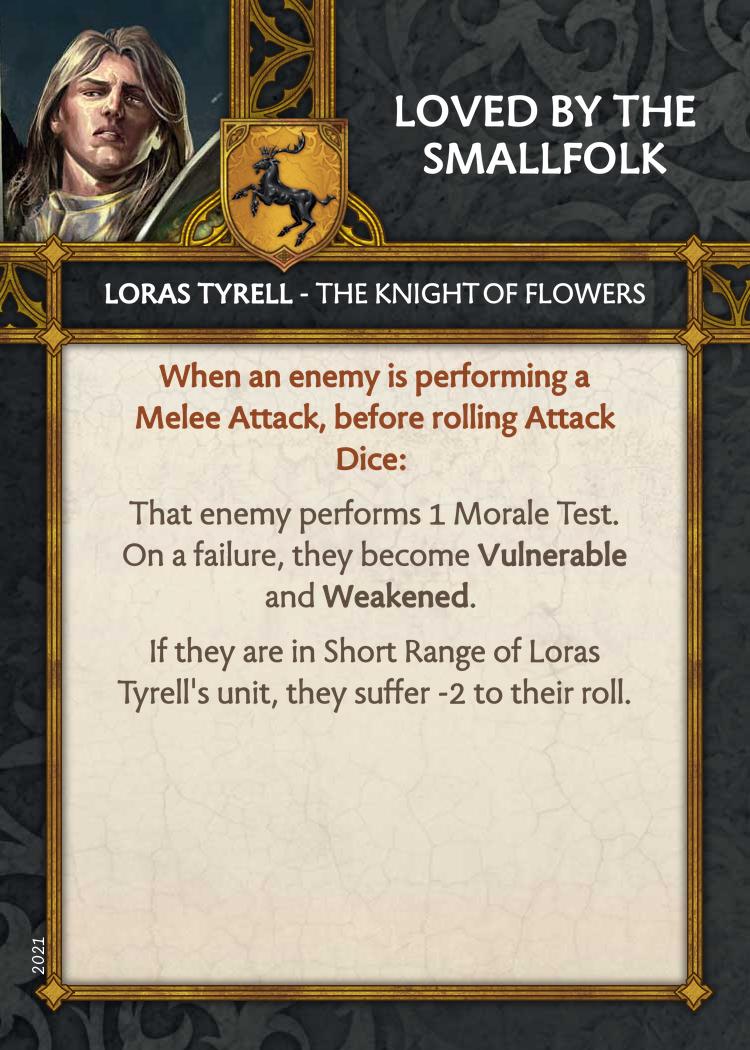 LOVED BY THE
SMALLFOLK
LORAS TYRELL - THE KNIGHT OF FLOWERS
When an enemy is performing a
Melee Attack, before rolling Attack
Dice:
That enemy performs 1 Morale Test.
On a failure, they become Vulnerable
and Weakened.
If they are in Short Range of Loras
Tyrell's unit, they suffer -2 to their roll.
2021